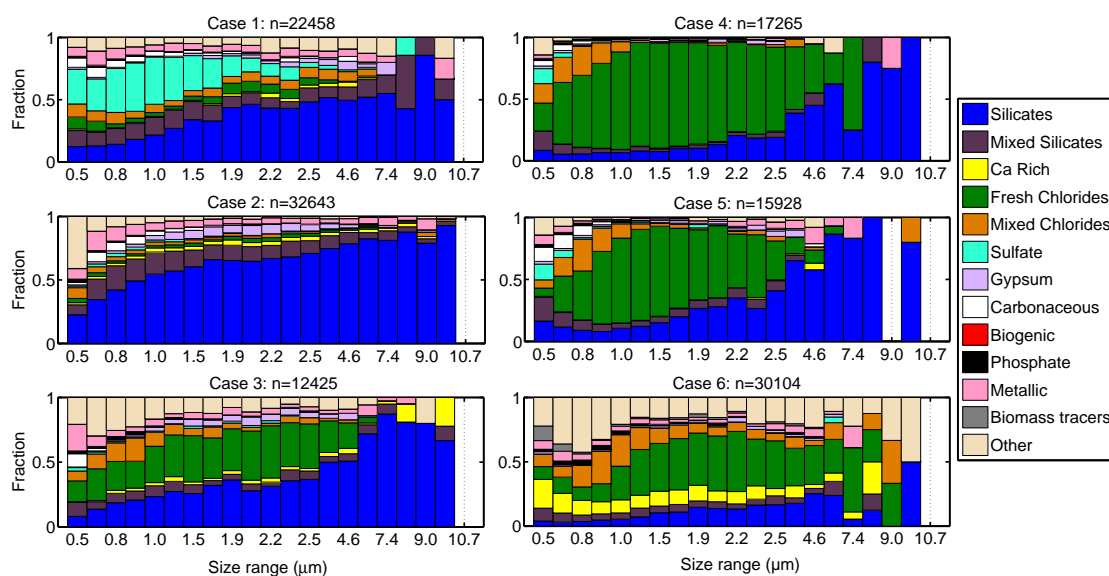 Case 1: n=22458
Fraction
1
0.5
0
0.5 0.8 1.0 1.5 1.9 2.2 2.5 4.6 7.4 9.0 10.7
Case 2: n=32643
Fraction
1
0.5
0
0.5 0.8 1.0 1.5 1.9 2.2 2.5 4.6 7.4 9.0 10.7
Case 3: n=12425
Fraction
1
0.5
0
0.5 0.8 1.0 1.5 1.9 2.2 2.5 4.6 7.4 9.0 10.7
Size range (μm)
Case 4: n=17265
Fraction
1
0.5
0
0.5 0.8 1.0 1.5 1.9 2.2 2.5 4.6 7.4 9.0 10.7
Case 5: n=15928
Fraction
1
0.5
0
0.5 0.8 1.0 1.5 1.9 2.2 2.5 4.6 7.4 9.0 10.7
Case 6: n=30104
Fraction
1
0.5
0
0.5 0.8 1.0 1.5 1.9 2.2 2.5 4.6 7.4 9.0 10.7
Size range (μm)
Silicates
Mixed Silicates
Ca Rich
Fresh Chlorides
Mixed Chlorides
Sulfate
Gypsum
Carbonaceous
Biogenic
Phosphate
Metallic
Biomass tracers
Other